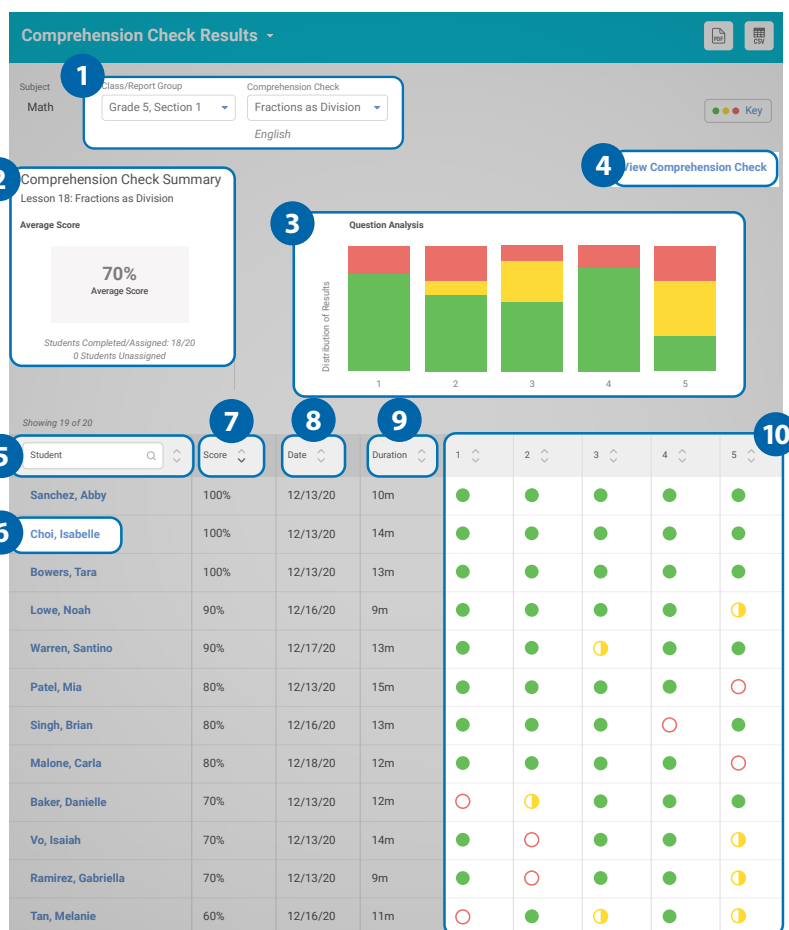 Comprehension Check Results
PDF
CSV
1
Subject
Class/Report Group
Comprehension Check
Math
Grade 5, Section 1
Fractions as Division
Key
English
4
View Comprehension Check
2
Comprehension Check Summary
Lesson 18: Fractions as Division
Average Score
70%
Average Score
Students Completed/Assigned: 18/20
0 Students Unassigned
3
Question Analysis
Distribution of Results
1 2 3 4 5
Showing 19 of 20
7 8 9 10
5
Student Score Date Duration 1 2 3 4 5
Sanchez, Abby 100% 12/13/20 10m
6
Choi, Isabelle 100% 12/13/20 14m
Bowers, Tara 100% 12/13/20 13m
Lowe, Noah 90% 12/16/20 9m
Warren, Santino 90% 12/17/20 13m
Patel, Mia 80% 12/13/20 15m
Singh, Brian 80% 12/16/20 13m
Malone, Carla 80% 12/18/20 12m
Baker, Danielle 70% 12/13/20 12m
Vo, Isaiah 70% 12/13/20 14m
Ramirez, Gabriella 70% 12/13/20 9m
Tan, Melanie 60% 12/16/20 11m